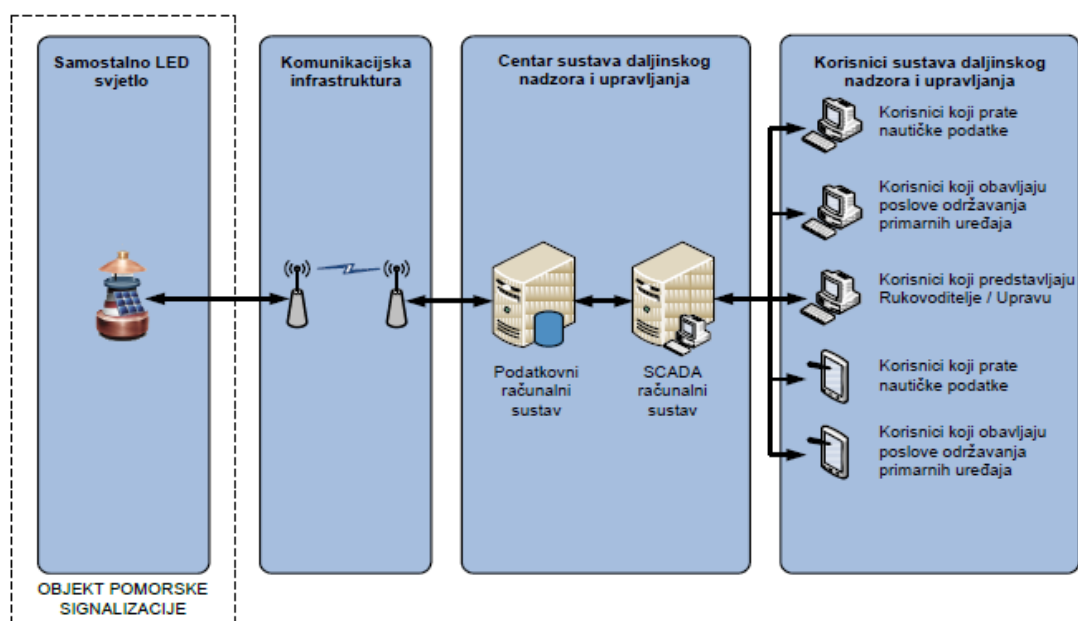 Samostalno LED
svjetlo
Komunikacijska
infrastruktura
Centar sustava daljinskog
nadzora i upravljanja
Korisnici sustava daljinskog
nadzora i upravljanja
Korisnici koji prate
nautičke podatke
Korisnici koji obavljaju
poslove održavanja
primarnih uređaja
Korisnici koji predstavljaju
Rukovoditelje / Upravu
Podatkovni
računalni
sustav
SCADA
računalni
sustav
Korisnici koji prate
nautičke podatke
Korisnici koji obavljaju
poslove održavanja
primarnih uređaja
OBJEKT POMORSKE
SIGNALIZACIJE